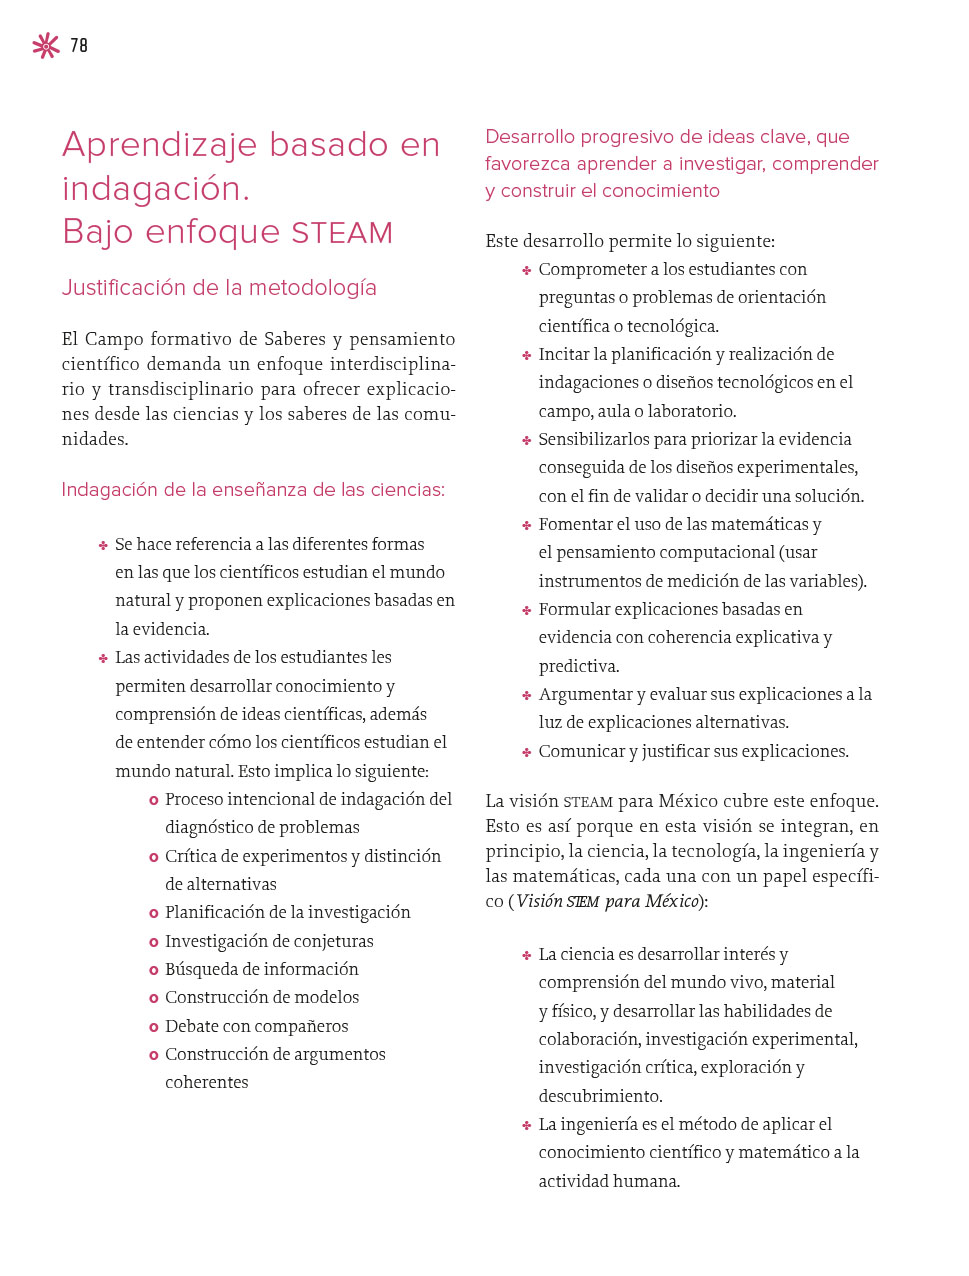 78
Aprendizaje basado en
indagación.
Bajo enfoque STEAM
Justificación de la metodología
El Campo formativo de Saberes y pensamiento
científico demanda un enfoque interdisciplina-
rio y transdisciplinario para ofrecer explicacio-
nes desde las ciencias y los saberes de las comu-
nidades.
Indagación de la enseñanza de las ciencias:
✤ Se hace referencia a las diferentes formas
en las que los científicos estudian el mundo
natural y proponen explicaciones basadas en
la evidencia.
✤ Las actividades de los estudiantes les
permiten desarrollar conocimiento y
comprensión de ideas científicas, además
de entender cómo los científicos estudian el
mundo natural. Esto implica lo siguiente:
o Proceso intencional de indagación del
diagnóstico de problemas
o Crítica de experimentos y distinción
de alternativas
o Planificación de la investigación
o Investigación de conjeturas
o Búsqueda de información
o Construcción de modelos
o Debate con compañeros
o Construcción de argumentos
coherentes
Desarrollo progresivo de ideas clave, que
favorezca aprender a investigar, comprender
y construir el conocimiento
Este desarrollo permite lo siguiente:
✤ Comprometer a los estudiantes con
preguntas o problemas de orientación
científica o tecnológica.
✤ Incitar la planificación y realización de
indagaciones o diseños tecnológicos en el
campo, aula o laboratorio.
✤ Sensibilizarlos para priorizar la evidencia
conseguida de los diseños experimentales,
con el fin de validar o decidir una solución.
✤ Fomentar el uso de las matemáticas y
el pensamiento computacional (usar
instrumentos de medición de las variables).
✤ Formular explicaciones basadas en
evidencia con coherencia explicativa y
predictiva.
✤ Argumentar y evaluar sus explicaciones a la
luz de explicaciones alternativas.
✤ Comunicar y justificar sus explicaciones.
La visión STEAM para México cubre este enfoque.
Esto es así porque en esta visión se integran, en
principio, la ciencia, la tecnología, la ingeniería y
las matemáticas, cada una con un papel específi-
co (Visión STEM para México):
✤ La ciencia es desarrollar interés y
comprensión del mundo vivo, material
y físico, y desarrollar las habilidades de
colaboración, investigación experimental,
investigación crítica, exploración y
descubrimiento.
✤ La ingeniería es el método de aplicar el
conocimiento científico y matemático a la
actividad humana.